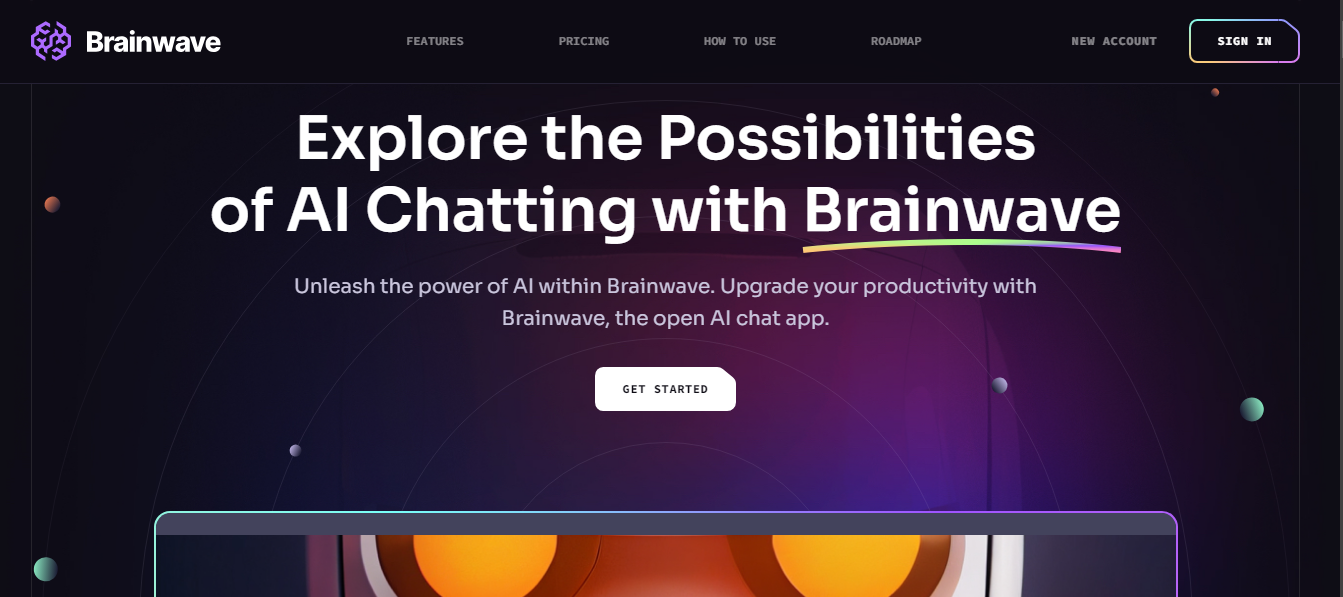 Brainwave
FEATURES
PRICING
HOW TO USE
ROADMAP
NEW ACCOUNT
SIGN IN
Explore the Possibilities
of AI Chatting with Brainwave
Unleash the power of AI within Brainwave. Upgrade your productivity with
Brainwave, the open AI chat app.
GET STARTED